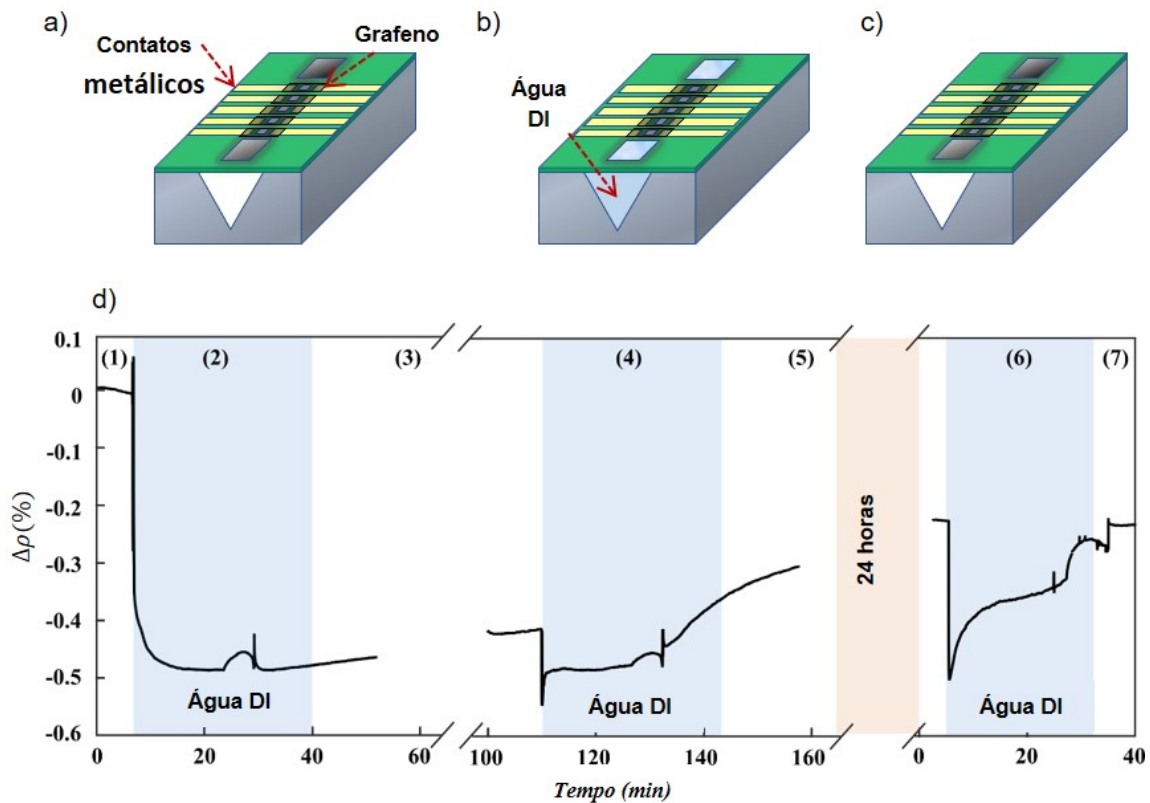 a)
Contatos
metálicos
Grafeno
b)
Água
DI
c)
d)
0.1
0
-0.1
-0.2
-0.3
-0.4
-0.5
-0.6
Δρ(%)
(1)
(2)
(3)
(4)
(5)
(6)
(7)
24 horas
Água DI
Água DI
Água DI
0
20
40
60
100
120
140
160
0
20
40
Tempo (min)